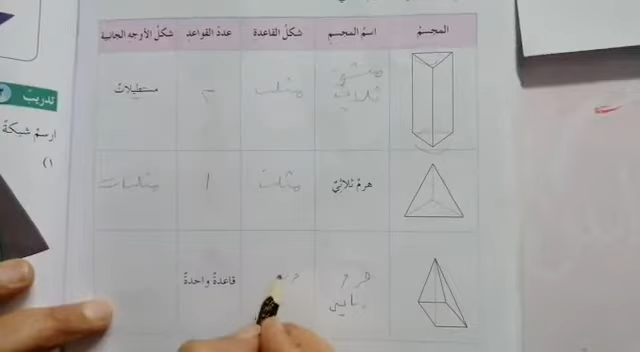 المجسمُ	اسمُ المجسمِ	شكلُ القاعدة	عددُ القواعدِ	شكلُ الأوجه الجانبية
منشور ثلاثي	مثلث	٢	مستطيلاتٌ
هرمٌ ثلاثيٌّ	مثلث	١	مثلثات
هرم رباعي	قاعدةٌ واحدةٌ
تدريبٌ
ارسمْ شبكةَ
(١